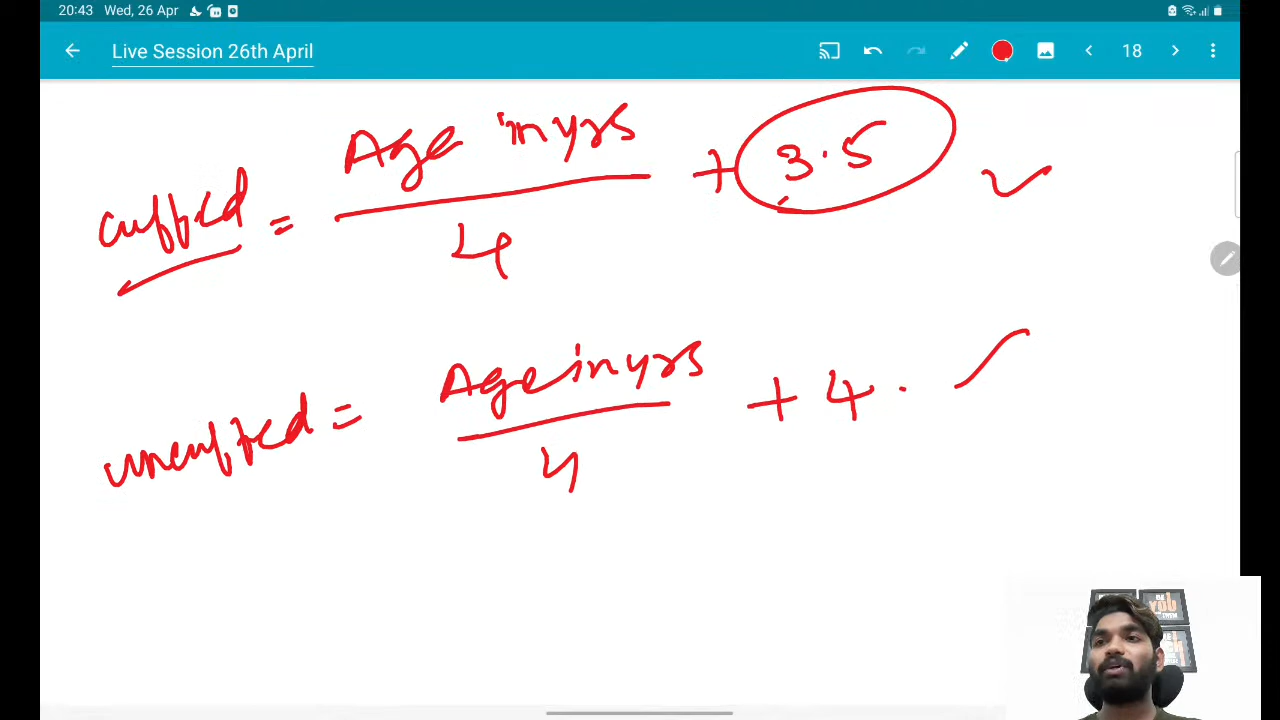 20:43 Wed, 26 Apr
Live Session 26th April
18
cuffed = Age in yrs / 4 + 3.5
uncuffed = Age in yrs / 4 + 4.